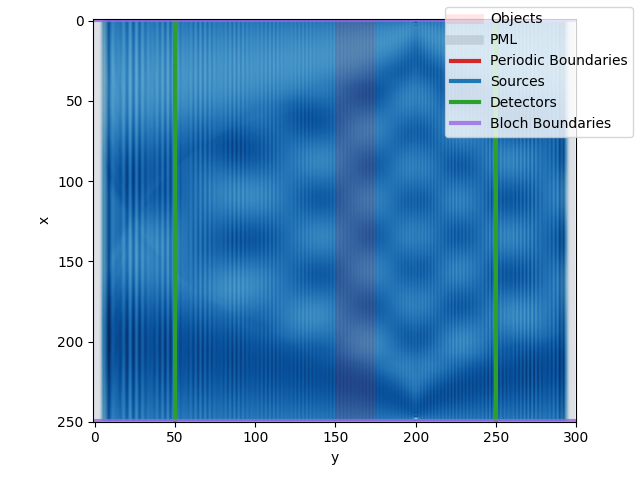 Objects
PML
Periodic Boundaries
Sources
Detectors
Bloch Boundaries
0
50
100
150
200
250
x
0
50
100
150
200
250
300
y